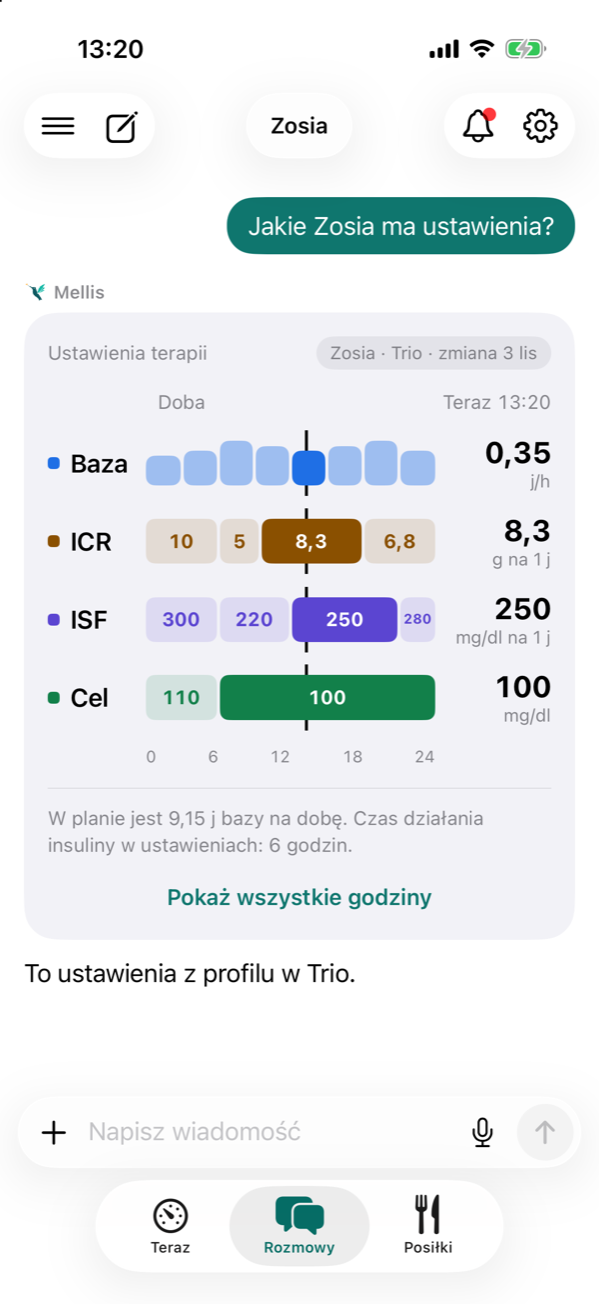 13:20
Zosia
Jakie Zosia ma ustawienia?
Mellis
Ustawienia terapii
Zosia · Trio · zmiana 3 lis
Doba
Teraz 13:20
Baza
0,35
j/h
ICR
10
5
8,3
6,8
8,3
g na 1 j
ISF
300
220
250
280
250
mg/dl na 1 j
Cel
110
100
100
mg/dl
0 6 12 18 24
W planie jest 9,15 j bazy na dobę. Czas działania
insuliny w ustawieniach: 6 godzin.
Pokaż wszystkie godziny
To ustawienia z profilu w Trio.
Napisz wiadomość
Teraz
Rozmowy
Posiłki